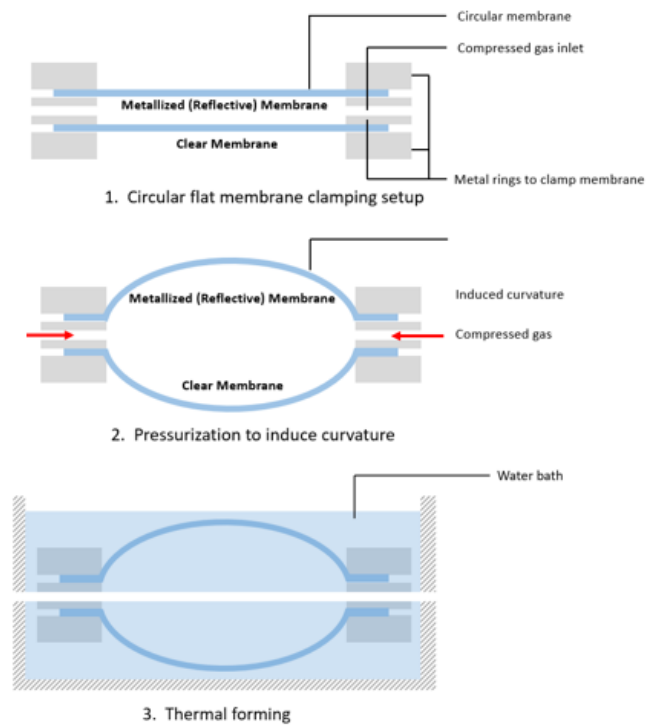 Circular membrane
Compressed gas inlet
Metallized (Reflective) Membrane
Clear Membrane
Metal rings to clamp membrane
1. Circular flat membrane clamping setup
Metallized (Reflective) Membrane
Induced curvature
Compressed gas
Clear Membrane
2. Pressurization to induce curvature
Water bath
3. Thermal forming